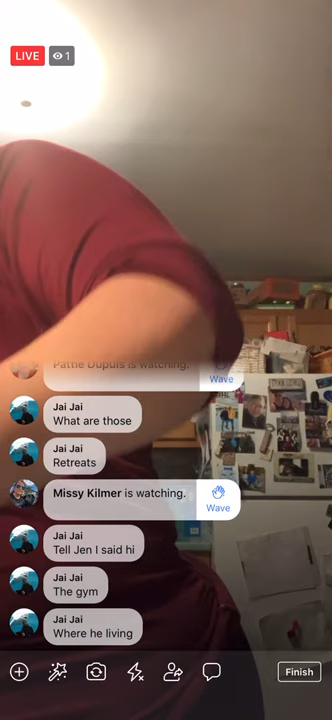 LIVE 1
Pattie Dupuis is watching.
Wave
Jai Jai
What are those
Jai Jai
Retreats
Missy Kilmer is watching.
Wave
Jai Jai
Tell Jen I said hi
Jai Jai
The gym
Jai Jai
Where he living
Finish